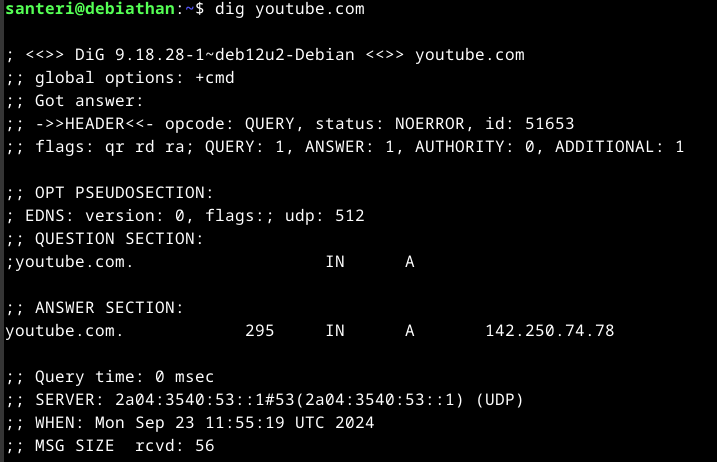 santeri@debiathan:~$ dig youtube.com

; <<>> DiG 9.18.28-1~deb12u2-Debian <<>> youtube.com
;; global options: +cmd
;; Got answer:
;; ->>HEADER<<- opcode: QUERY, status: NOERROR, id: 51653
;; flags: qr rd ra; QUERY: 1, ANSWER: 1, AUTHORITY: 0, ADDITIONAL: 1

;; OPT PSEUDOSECTION:
; EDNS: version: 0, flags:; udp: 512
;; QUESTION SECTION:
;youtube.com.                   IN      A

;; ANSWER SECTION:
youtube.com.            295     IN      A       142.250.74.78

;; Query time: 0 msec
;; SERVER: 2a04:3540:53::1#53(2a04:3540:53::1) (UDP)
;; WHEN: Mon Sep 23 11:55:19 UTC 2024
;; MSG SIZE  rcvd: 56